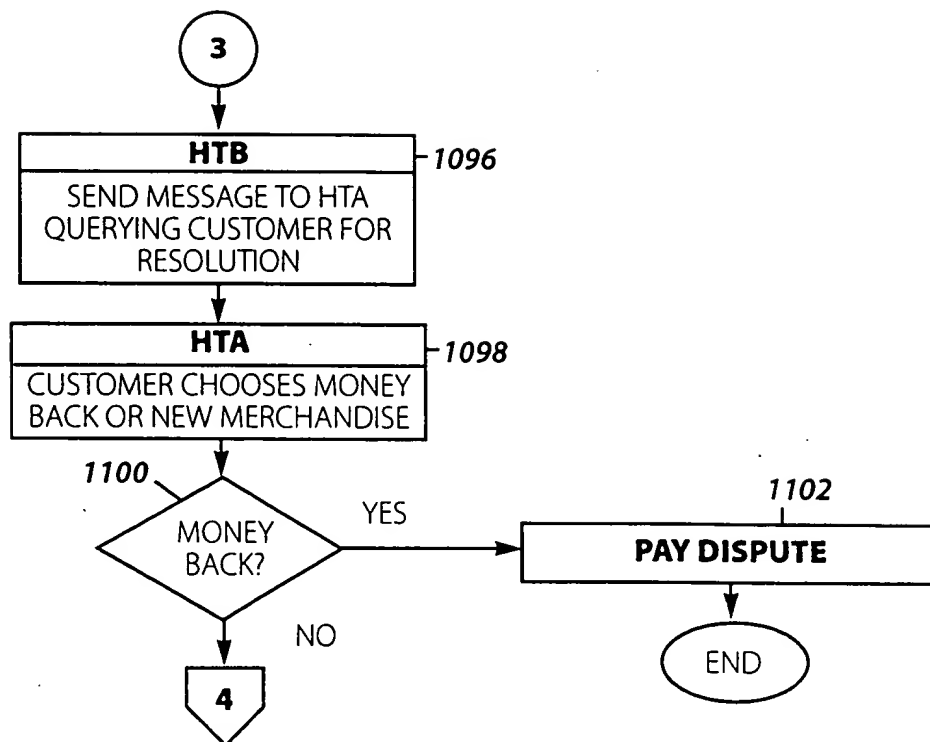 3
HTB
1096
SEND MESSAGE TO HTA
QUERYING CUSTOMER FOR
RESOLUTION
HTA
1098
CUSTOMER CHOOSES MONEY
BACK OR NEW MERCHANDISE
1100
MONEY
BACK?
YES
1102
PAY DISPUTE
NO
END
4